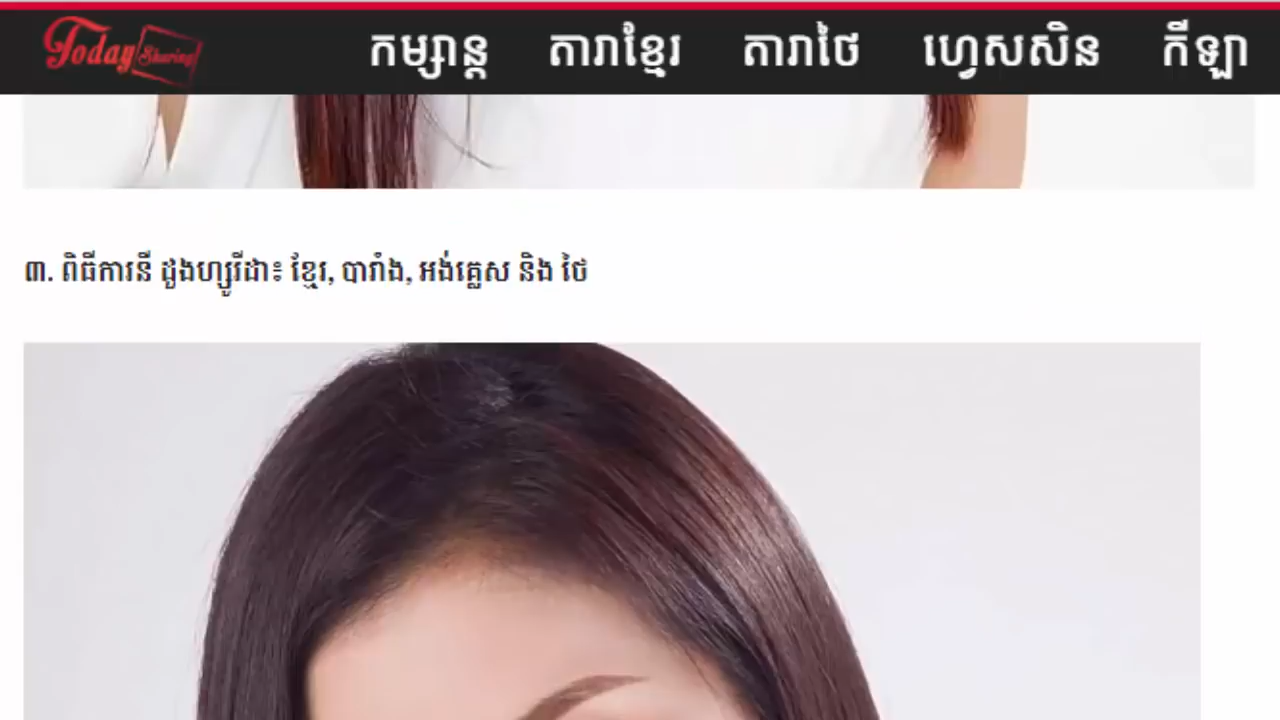 Today Sharing
កម្សាន្ត តារាខ្មែរ តារាថៃ ហ្វេសសិន កីឡា
៣. ពិធីការនី ដួងហ្សូរីដា៖ ខ្មែរ, បារាំង, អង់គ្លេស និង ថៃ